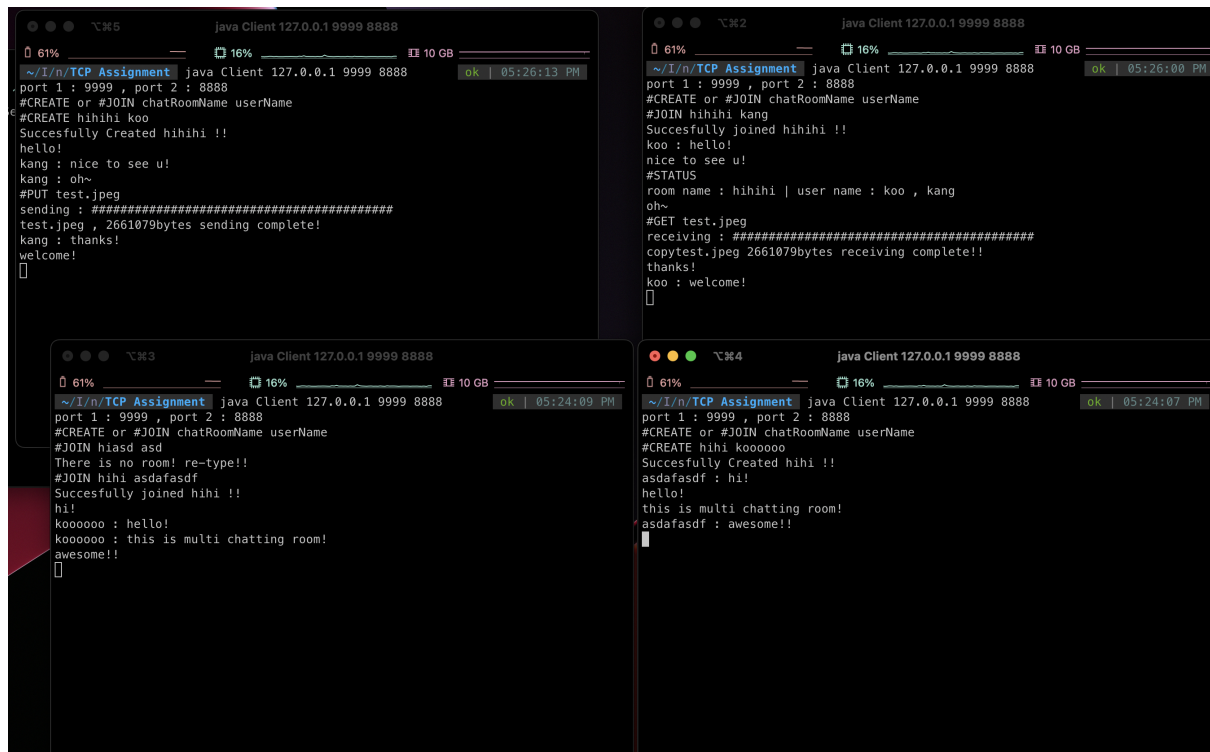 ⌥⌘5 java Client 127.0.0.1 9999 8888
61% 16% 10 GB
~/I/n/TCP Assignment java Client 127.0.0.1 9999 8888 ok | 05:26:13 PM
port 1 : 9999 , port 2 : 8888
#CREATE or #JOIN chatRoomName userName
#CREATE hihihi koo
Succesfully Created hihihi !!
hello!
kang : nice to see u!
kang : oh~
#PUT test.jpeg
sending : ##########################################
test.jpeg , 2661079bytes sending complete!
kang : thanks!
welcome!
⌥⌘2 java Client 127.0.0.1 9999 8888
61% 16% 10 GB
~/I/n/TCP Assignment java Client 127.0.0.1 9999 8888 ok | 05:26:00 PM
port 1 : 9999 , port 2 : 8888
#CREATE or #JOIN chatRoomName userName
#JOIN hihihi kang
Succesfully joined hihihi !!
koo : hello!
nice to see u!
#STATUS
room name : hihihi | user name : koo , kang
oh~
#GET test.jpeg
receiving : ##########################################
copytest.jpeg 2661079bytes receiving complete!!
thanks!
koo : welcome!
⌥⌘3 java Client 127.0.0.1 9999 8888
61% 16% 10 GB
~/I/n/TCP Assignment java Client 127.0.0.1 9999 8888 ok | 05:24:09 PM
port 1 : 9999 , port 2 : 8888
#CREATE or #JOIN chatRoomName userName
#JOIN hiasd asd
There is no room! re-type!!
#JOIN hihi asdafasdf
Succesfully joined hihi !!
hi!
koooooo : hello!
koooooo : this is multi chatting room!
awesome!!
⌥⌘4 java Client 127.0.0.1 9999 8888
61% 16% 10 GB
~/I/n/TCP Assignment java Client 127.0.0.1 9999 8888 ok | 05:24:07 PM
port 1 : 9999 , port 2 : 8888
#CREATE or #JOIN chatRoomName userName
#CREATE hihi koooooo
Succesfully Created hihi !!
asdafasdf : hi!
hello!
this is multi chatting room!
asdafasdf : awesome!!